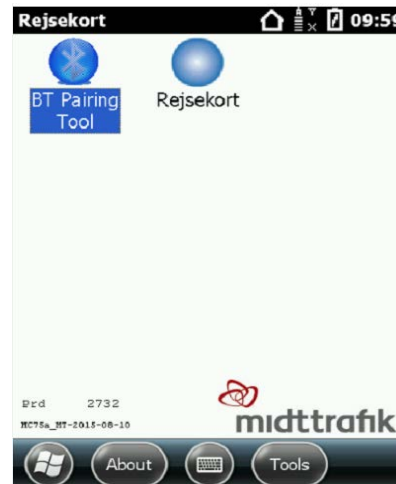 Rejsekort 09:59
BT Pairing Tool
Rejsekort
Prd 2732
MC75a_MT-2015-08-10
midttrafik
About Tools